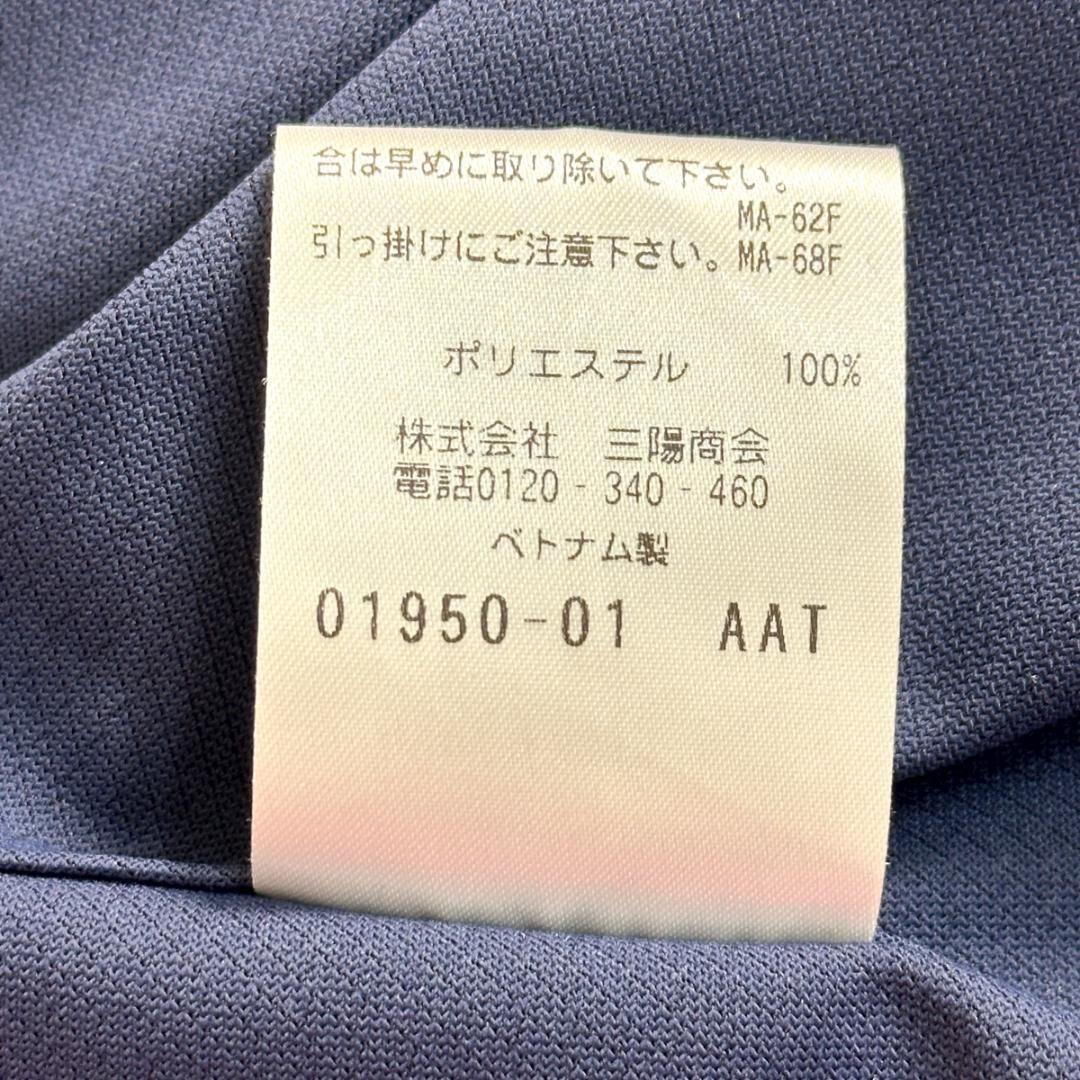 合は早めに取り除いて下さい。
MA-62F
引っ掛けにご注意下さい。MA-68F
ポリエステル 100%
株式会社 三陽商会
電話0120-340-460
ベトナム製
01950-01 AAT